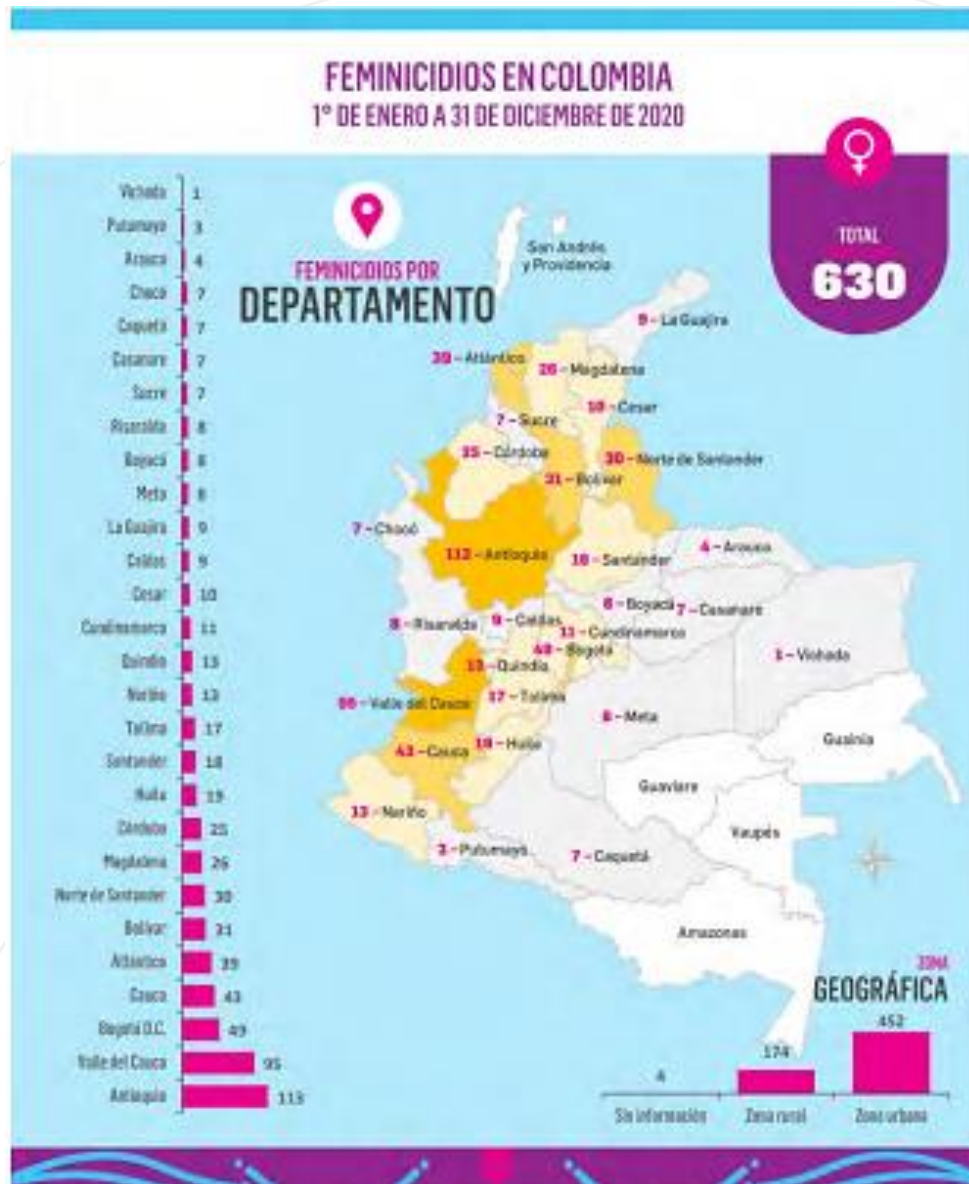 FEMINICIDIOS EN COLOMBIA
1° DE ENERO A 31 DE DICIEMBRE DE 2020
TOTAL
630
FEMINICIDIOS POR
DEPARTAMENTO
Vichada 1
Putumayo 3
Arauca 4
Chocó 7
Caquetá 7
Casanare 7
Sucre 7
Risaralda 8
Boyacá 8
Meta 8
La Guajira 9
Caldas 9
Cesar 10
Cundinamarca 11
Quindío 13
Nariño 13
Tolima 17
Santander 18
Huila 19
Córdoba 25
Magdalena 26
Norte de Santander 30
Bolívar 31
Atlántico 39
Cauca 43
Bogotá D.C. 49
Valle del Cauca 95
Antioquia 113
San Andrés
y Providencia
9 – La Guajira
39 – Atlántico
26 – Magdalena
10 – Cesar
7 – Sucre
25 – Córdoba
30 – Norte de Santander
31 – Bolívar
7 – Chocó
Antioquia
18 – Santander
4 – Arauca
Boyacá
7 – Casanare
8 – Risaralda
9 – Caldas
11 – Cundinamarca
49 – Bogotá
13 – Quindía
1 – Vichada
17 – Tolima
95 – Valle del Cauca
Meta
43 – Cauca
19 – Huila
Guainía
Guaviare
13 – Nariño
Vaupés
3 – Putumayo
7 – Caquetá
Amazonas
ZONA
GEOGRÁFICA
4
174
452
Sin información
Zona rural
Zona urbana